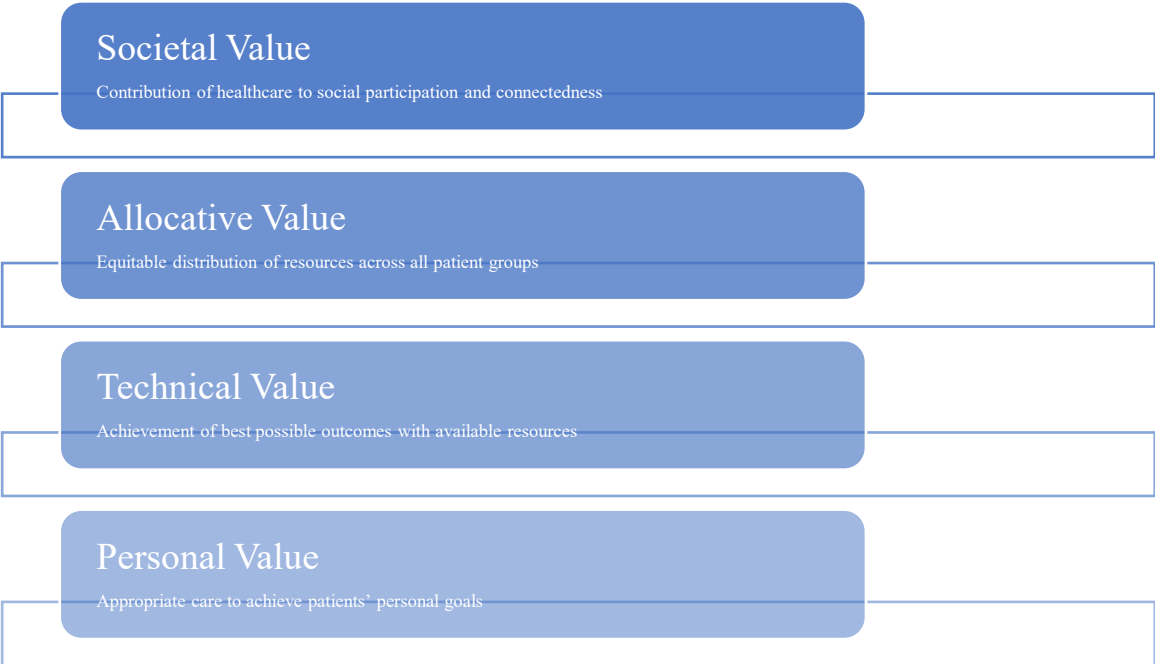 Societal Value
Contribution of healthcare to social participation and connectedness
Allocative Value
Equitable distribution of resources across all patient groups
Technical Value
Achievement of best possible outcomes with available resources
Personal Value
Appropriate care to achieve patients’ personal goals